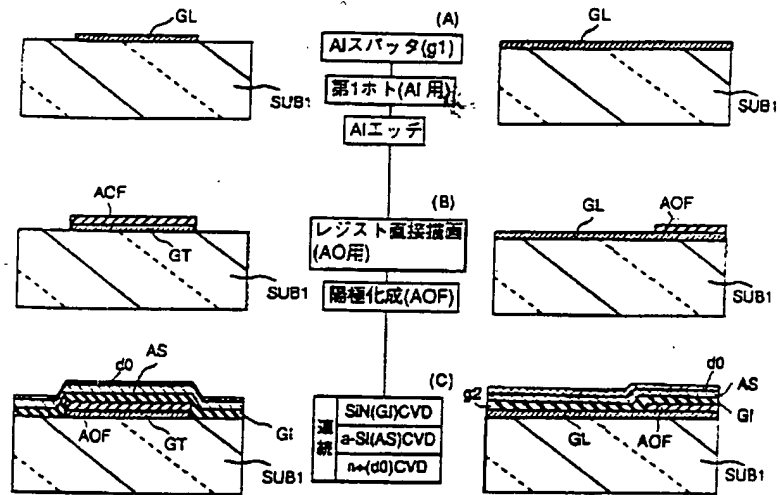 GL
(A)
GL
Alスパッタ(g1)
第1ホト(Al用)
SUB1
SUB1
Alエッチ
ACF
(B)
GL
AOF
レジスト直接描画
(AO用)
GT
SUB1
陽極化成(AOF)
SUB1
d0
AS
(C)
d0
AS
g2
連続
SiN(GI)CVD
a-Si(AS)CVD
n+(d0)CVD
GI
GI
AOF
GT
GL
AOF
SUB1
SUB1